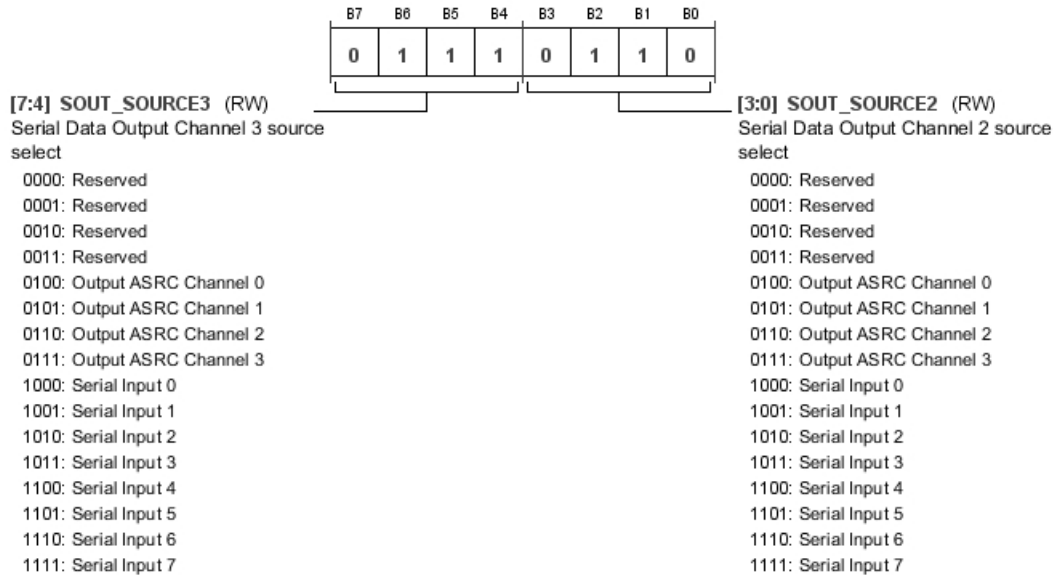 B7 B6 B5 B4 B3 B2 B1 B0
0 1 1 1 0 1 1 0
[7:4] SOUT_SOURCE3 (RW)
Serial Data Output Channel 3 source
select
0000: Reserved
0001: Reserved
0010: Reserved
0011: Reserved
0100: Output ASRC Channel 0
0101: Output ASRC Channel 1
0110: Output ASRC Channel 2
0111: Output ASRC Channel 3
1000: Serial Input 0
1001: Serial Input 1
1010: Serial Input 2
1011: Serial Input 3
1100: Serial Input 4
1101: Serial Input 5
1110: Serial Input 6
1111: Serial Input 7
[3:0] SOUT_SOURCE2 (RW)
Serial Data Output Channel 2 source
select
0000: Reserved
0001: Reserved
0010: Reserved
0011: Reserved
0100: Output ASRC Channel 0
0101: Output ASRC Channel 1
0110: Output ASRC Channel 2
0111: Output ASRC Channel 3
1000: Serial Input 0
1001: Serial Input 1
1010: Serial Input 2
1011: Serial Input 3
1100: Serial Input 4
1101: Serial Input 5
1110: Serial Input 6
1111: Serial Input 7